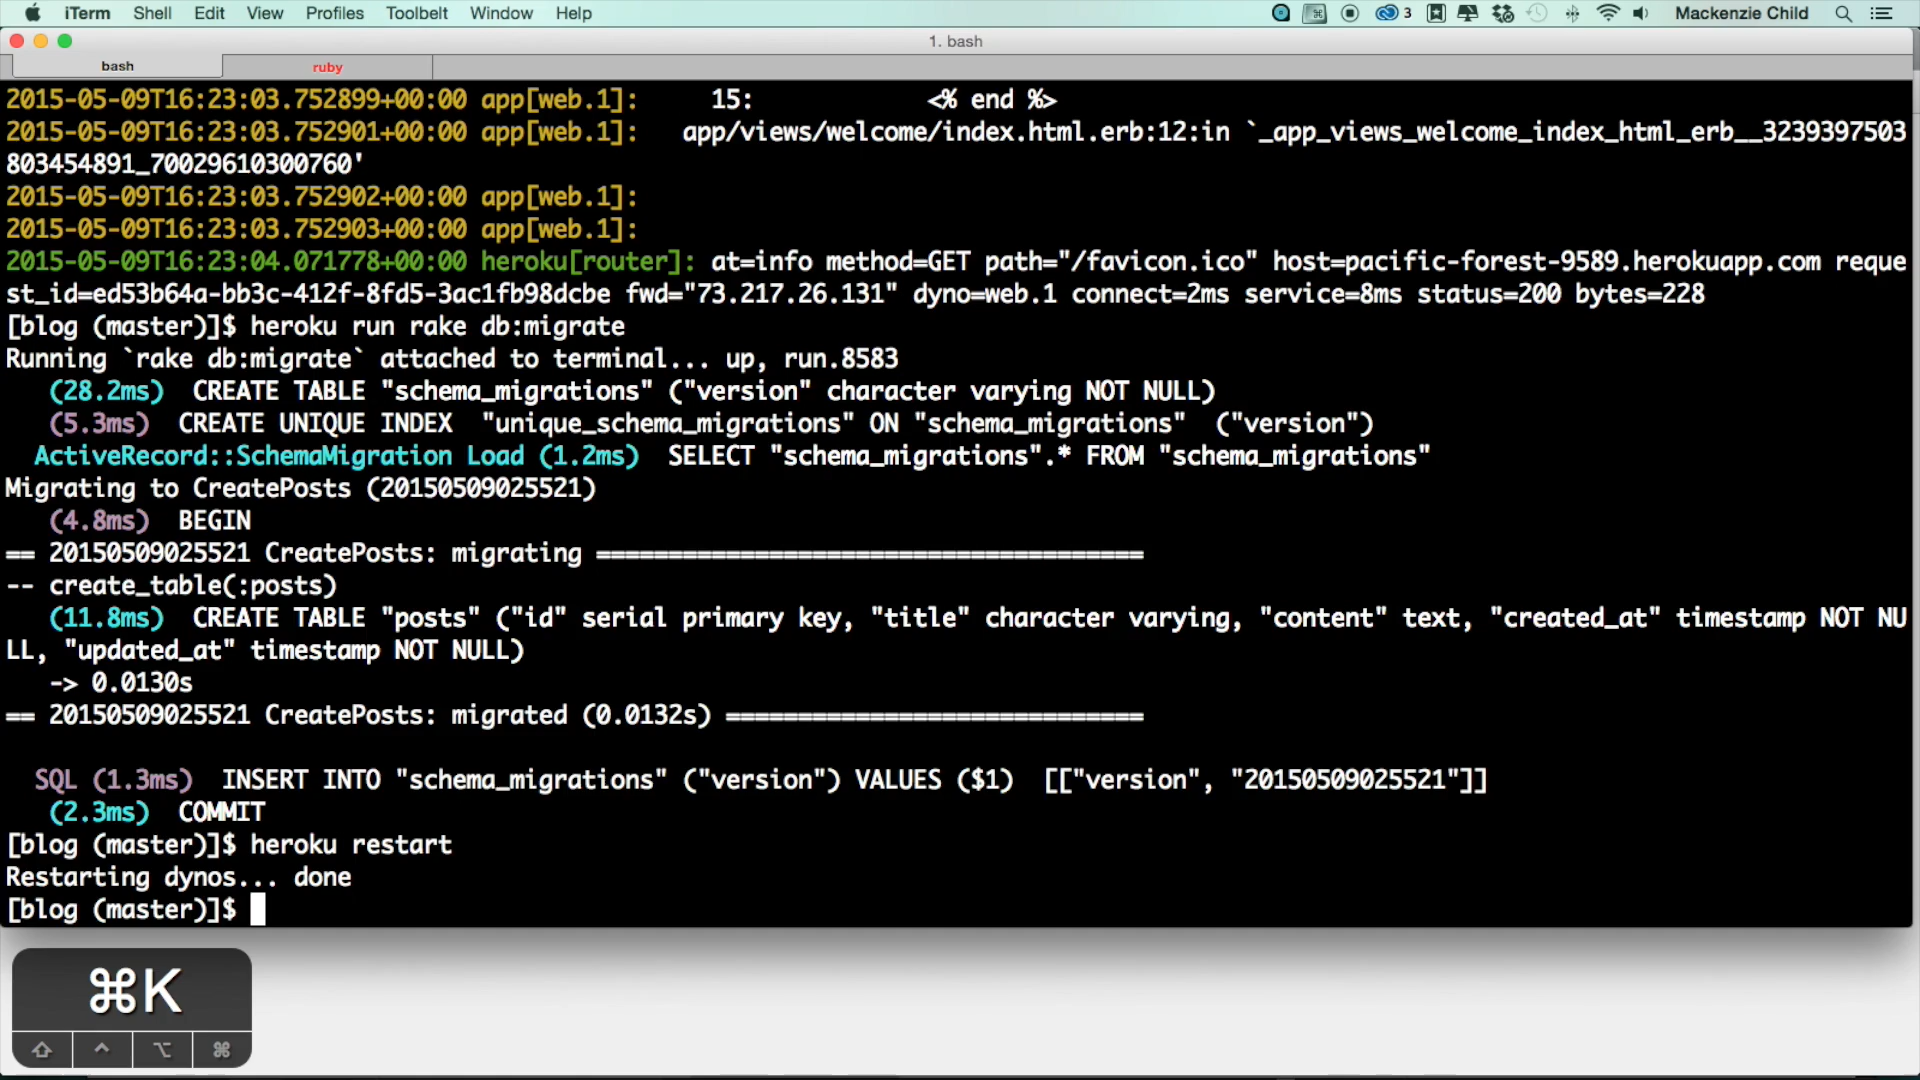 iTerm Shell Edit View Profiles Toolbelt Window Help 3 Mackenzie Child
1. bash
bash ruby
2015-05-09T16:23:03.752899+00:00 app[web.1]: 15: <% end %>
2015-05-09T16:23:03.752901+00:00 app[web.1]: app/views/welcome/index.html.erb:12:in `_app_views_welcome_index_html_erb__3239397503
803454891_70029610300760'
2015-05-09T16:23:03.752902+00:00 app[web.1]:
2015-05-09T16:23:03.752903+00:00 app[web.1]:
2015-05-09T16:23:04.071778+00:00 heroku[router]: at=info method=GET path="/favicon.ico" host=pacific-forest-9589.herokuapp.com reque
st_id=ed53b64a-bb3c-412f-8fd5-3ac1fb98dcbe fwd="73.217.26.131" dyno=web.1 connect=2ms service=8ms status=200 bytes=228
[blog (master)]$ heroku run rake db:migrate
Running `rake db:migrate` attached to terminal... up, run.8583
(28.2ms) CREATE TABLE "schema_migrations" ("version" character varying NOT NULL)
(5.3ms) CREATE UNIQUE INDEX "unique_schema_migrations" ON "schema_migrations" ("version")
ActiveRecord::SchemaMigration Load (1.2ms) SELECT "schema_migrations".* FROM "schema_migrations"
Migrating to CreatePosts (20150509025521)
(4.8ms) BEGIN
== 20150509025521 CreatePosts: migrating ======================================
-- create_table(:posts)
(11.8ms) CREATE TABLE "posts" ("id" serial primary key, "title" character varying, "content" text, "created_at" timestamp NOT NU
LL, "updated_at" timestamp NOT NULL)
-> 0.0130s
== 20150509025521 CreatePosts: migrated (0.0132s) =============================
SQL (1.3ms) INSERT INTO "schema_migrations" ("version") VALUES ($1) [["version", "20150509025521"]]
(2.3ms) COMMIT
[blog (master)]$ heroku restart
Restarting dynos... done
[blog (master)]$
⌘K
⇧ ⌃ ⌥ ⌘